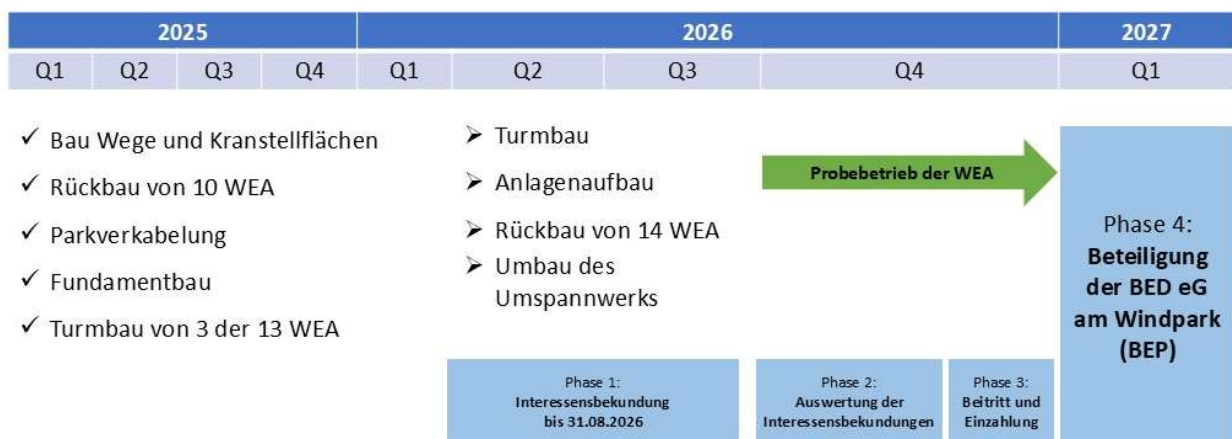 2025 2026 2027
Q1 Q2 Q3 Q4 Q1 Q2 Q3 Q4 Q1
✓ Bau Wege und Kranstellflächen
✓ Rückbau von 10 WEA
✓ Parkverkabelung
✓ Fundamentbau
✓ Turmbau von 3 der 13 WEA
➢ Turmbau
➢ Anlagenaufbau
➢ Rückbau von 14 WEA
➢ Umbau des
Umspannwerks
Probebetrieb der WEA
Phase 1:
Interessensbekundung
bis 31.08.2026
Phase 2:
Auswertung der
Interessensbekundungen
Phase 3:
Beitritt und
Einzahlung
Phase 4:
Beteiligung
der BED eG
am Windpark
(BEP)